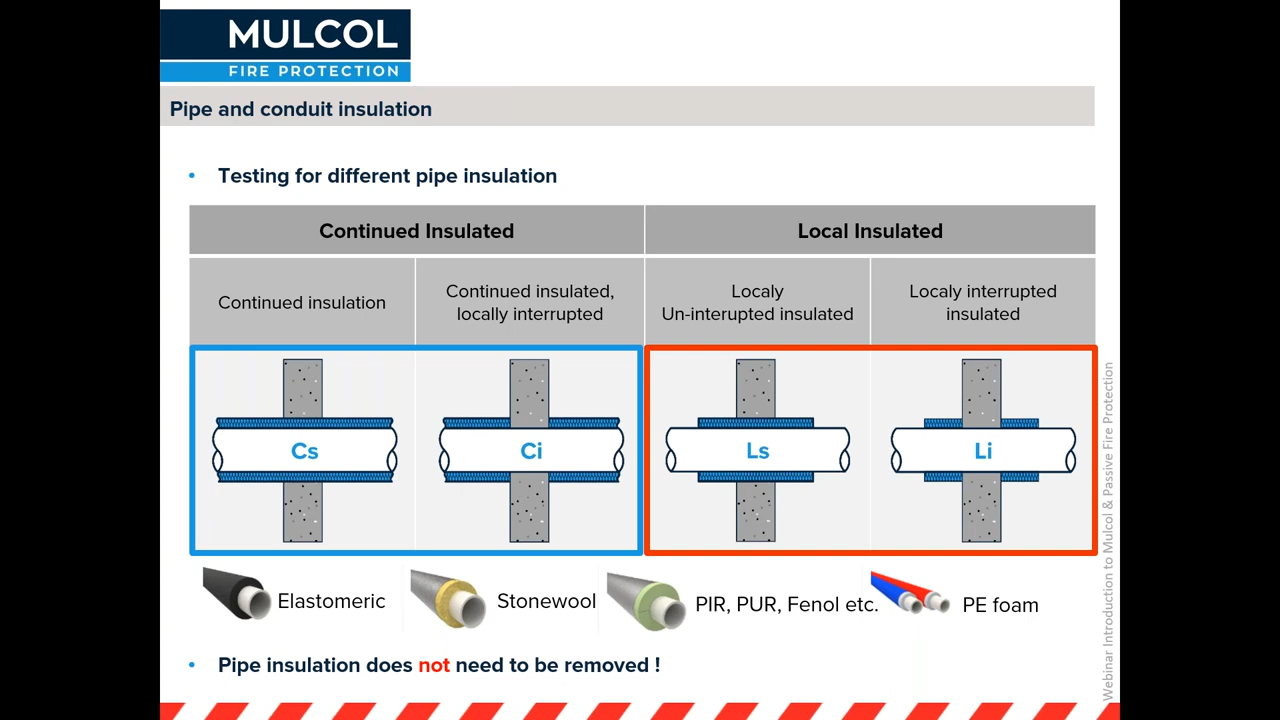 MULCOL
FIRE PROTECTION
Pipe and conduit insulation
• Testing for different pipe insulation
Continued Insulated
Local Insulated
Continued insulation
Continued insulated,
locally interrupted
Localy
Un-interupted insulated
Localy interrupted
insulated
Cs
Ci
Ls
Li
Elastomeric
Stonewool
PIR, PUR, Fenol etc.
PE foam
• Pipe insulation does not need to be removed !
Webinar Introduction to Mulcol & Passive Fire Protection